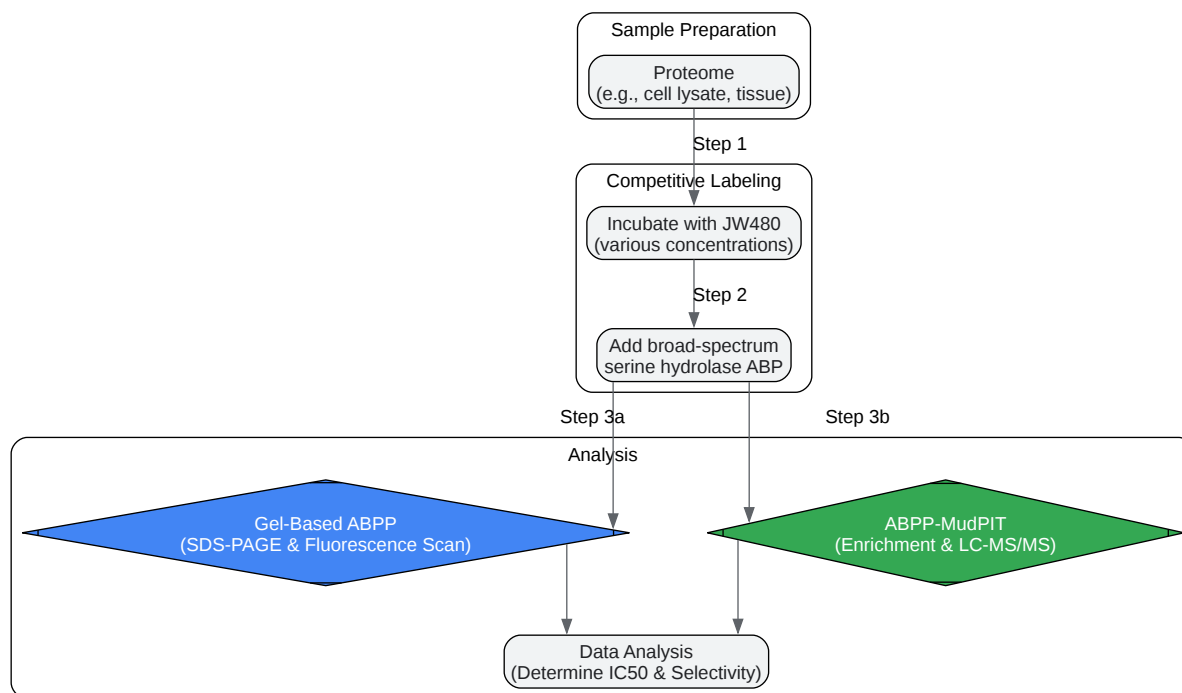 Sample Preparation
Proteome
(e.g., cell lysate, tissue)
Step 1
Competitive Labeling
Incubate with JW480
(various concentrations)
Step 2
Add broad-spectrum
serine hydrolase ABP
Step 3a
Step 3b
Analysis
Gel-Based ABPP
(SDS-PAGE & Fluorescence Scan)
ABPP-MudPIT
(Enrichment & LC-MS/MS)
Data Analysis
(Determine IC50 & Selectivity)